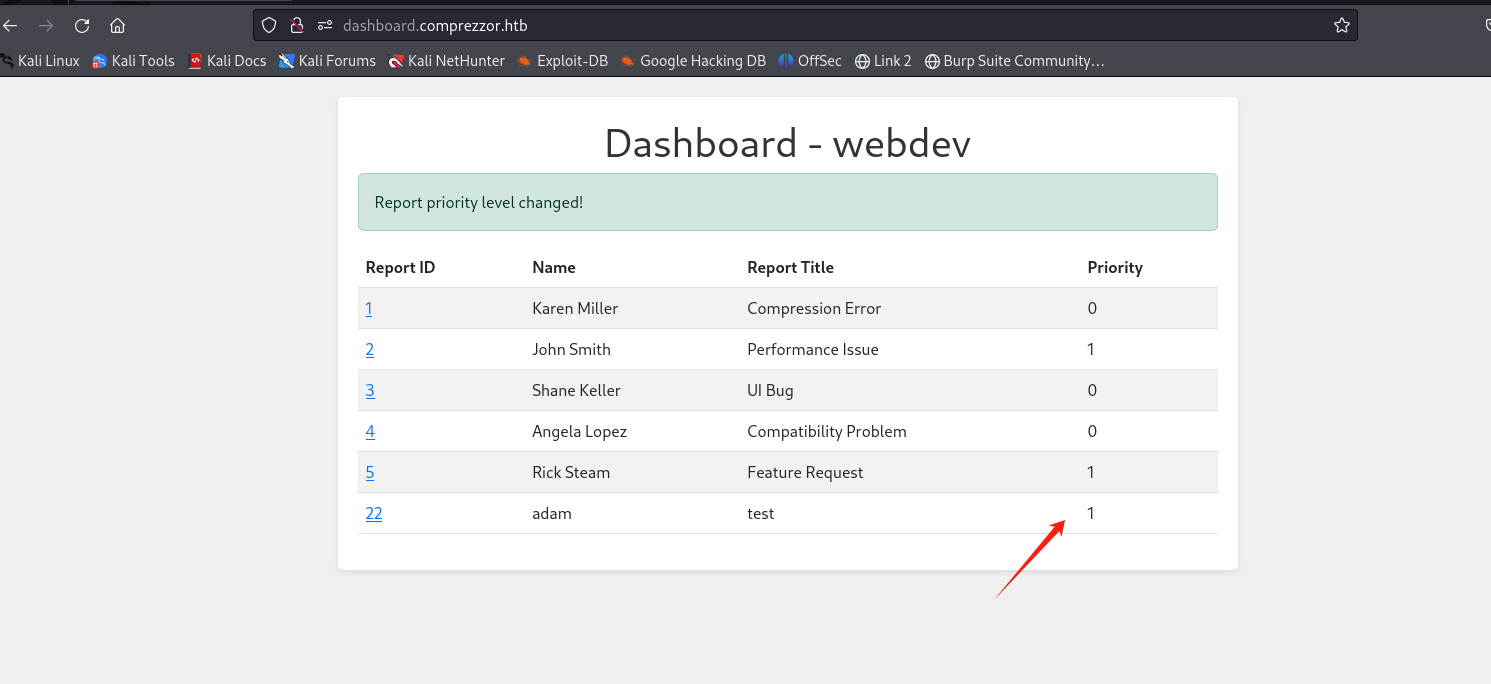 dashboard.comprezzor.htb
Kali Linux Kali Tools Kali Docs Kali Forums Kali NetHunter Exploit-DB Google Hacking DB OffSec Link 2 Burp Suite Community…
Dashboard - webdev
Report priority level changed!
Report ID Name Report Title Priority
1 Karen Miller Compression Error 0
2 John Smith Performance Issue 1
3 Shane Keller UI Bug 0
4 Angela Lopez Compatibility Problem 0
5 Rick Steam Feature Request 1
22 adam test 1